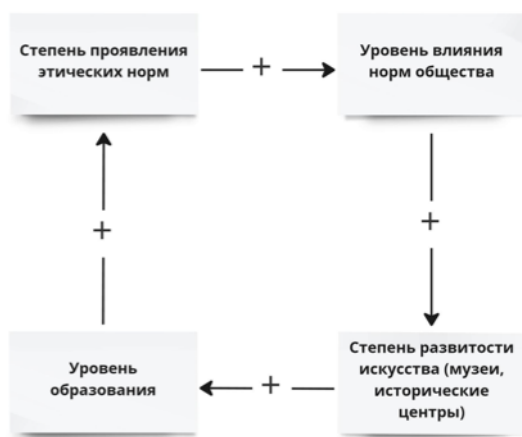 Степень проявления
этических норм
+
Уровень влияния
норм общества
+
+
Уровень
образования
+
Степень развитости
искусства (музеи,
исторические
центры)